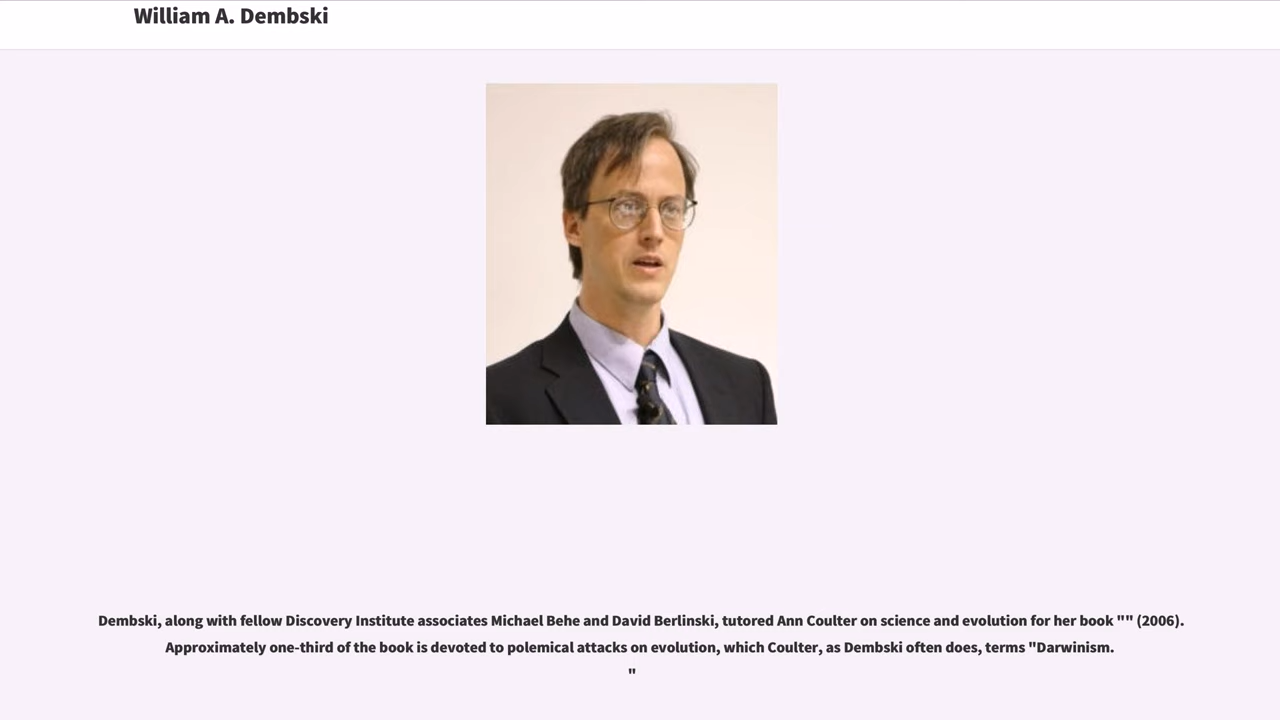 William A. Dembski
Dembski, along with fellow Discovery Institute associates Michael Behe and David Berlinski, tutored Ann Coulter on science and evolution for her book "" (2006).
Approximately one-third of the book is devoted to polemical attacks on evolution, which Coulter, as Dembski often does, terms "Darwinism.
"